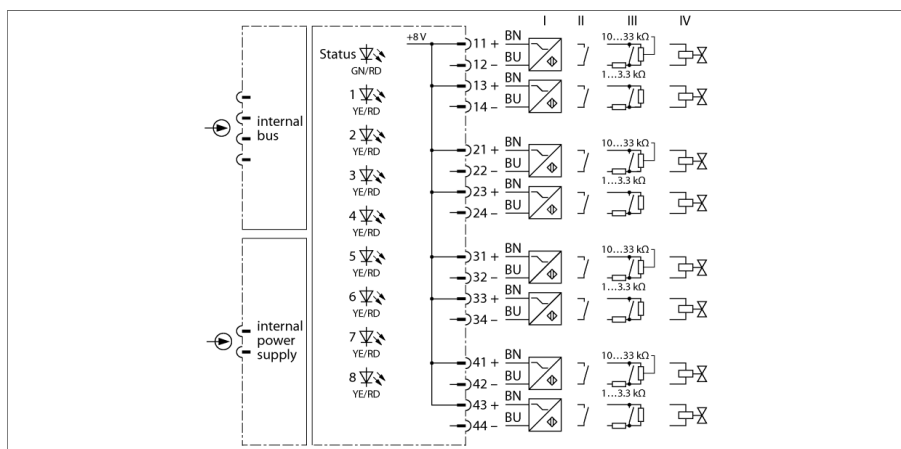 I II III IV
+8 V
Status
GN/RD
1
YE/RD
2
YE/RD
3
YE/RD
4
YE/RD
5
YE/RD
6
YE/RD
7
YE/RD
8
YE/RD
internal
bus
internal
power
supply
11 + BN 10…33 kΩ
12 – BU
1…3.3 kΩ
13 + BN
14 – BU
21 + BN 10…33 kΩ
22 – BU
1…3.3 kΩ
23 + BN
24 – BU
31 + BN 10…33 kΩ
32 – BU
1…3.3 kΩ
33 + BN
34 – BU
41 + BN 10…33 kΩ
42 – BU
1…3.3 kΩ
43 + BN
44 – BU